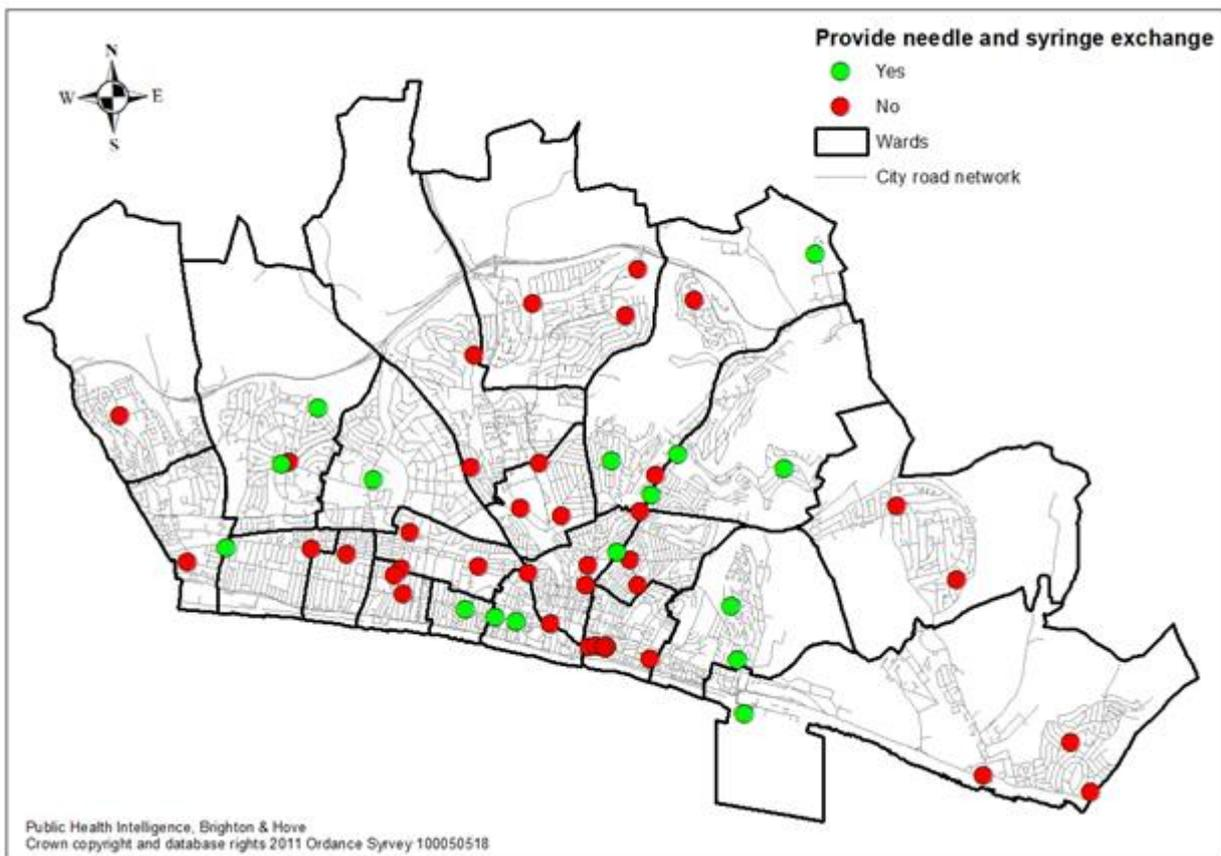 Provide needle and syringe exchange
Yes
No
Wards
City road network
N
W E
S
Public Health Intelligence, Brighton & Hove
Crown copyright and database rights 2011 Ordance Syrvey 100050518